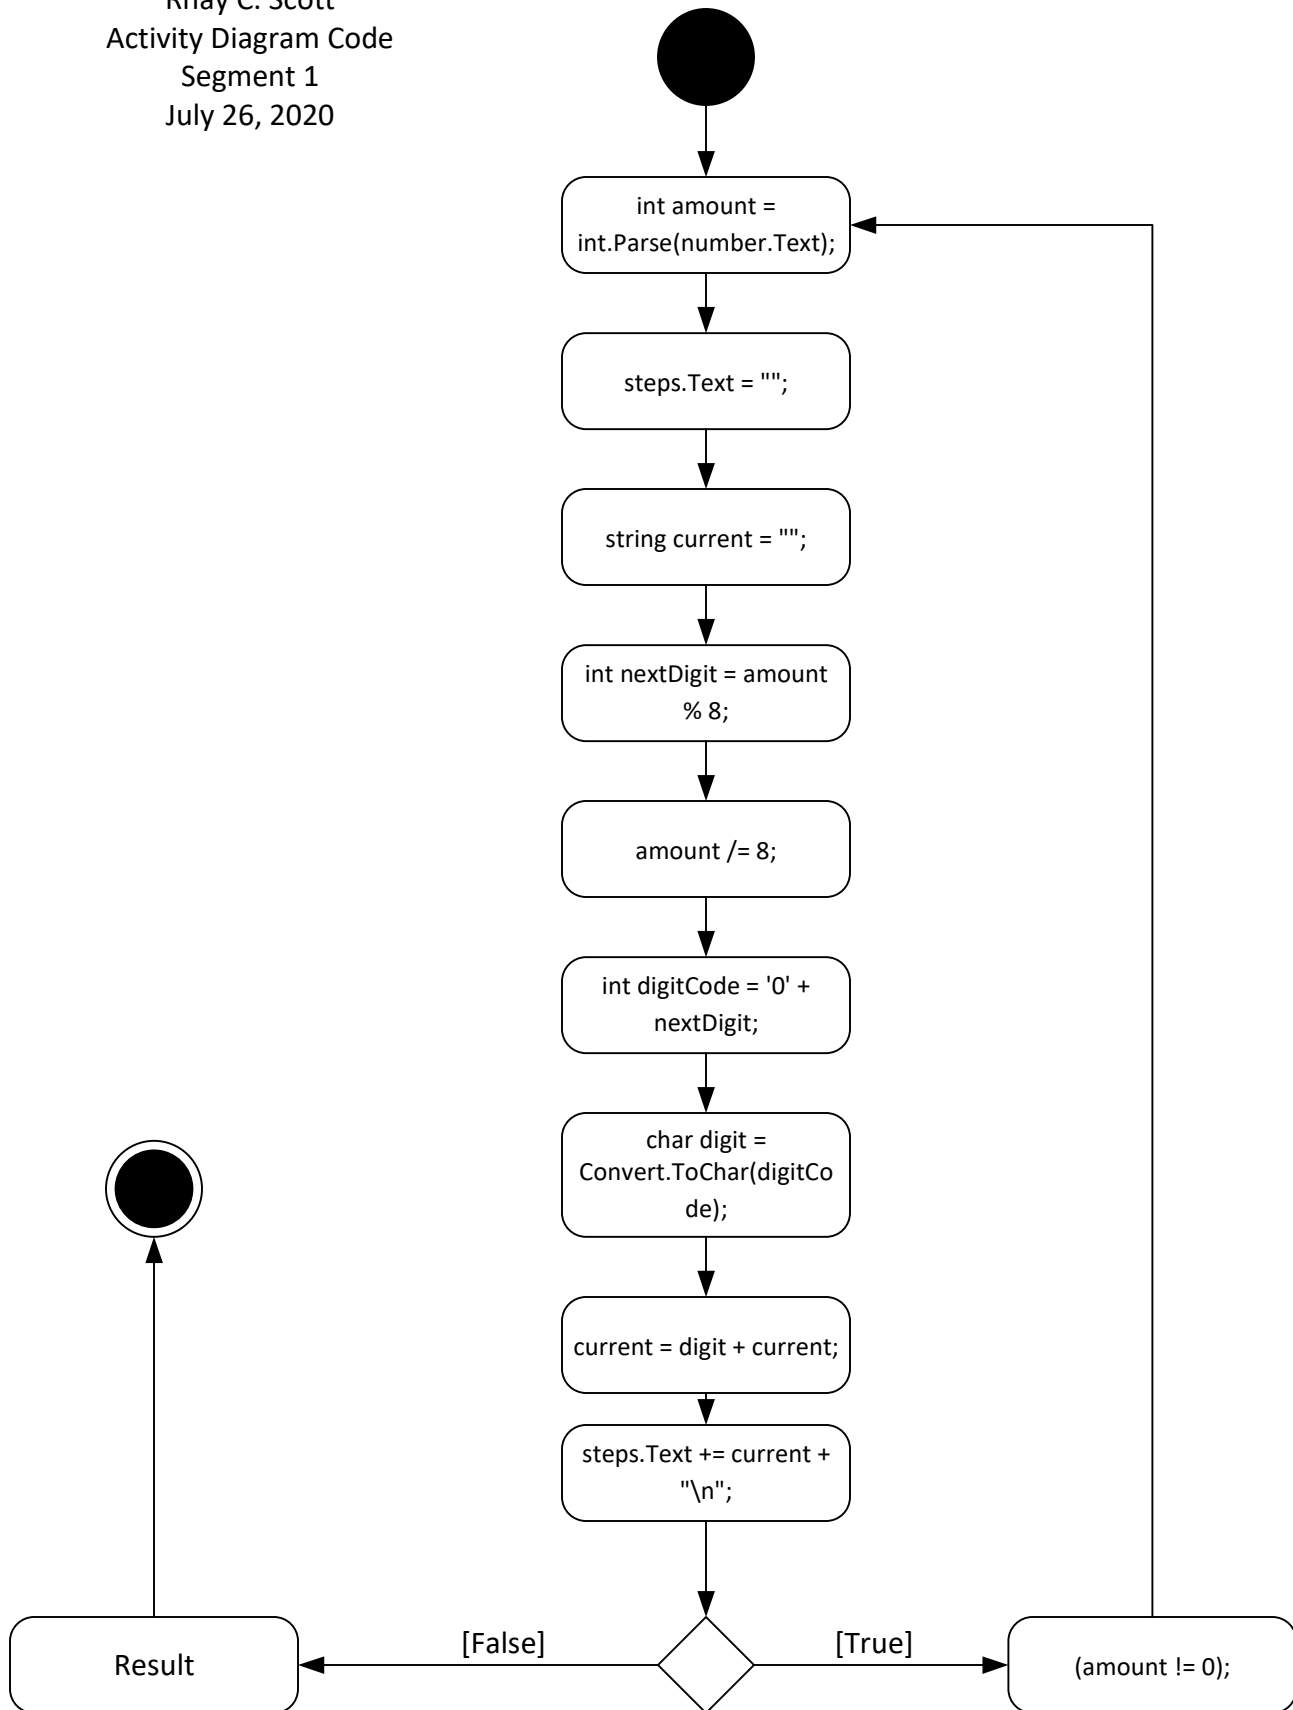 Rhay C. Scott
Activity Diagram Code
Segment 1
July 26, 2020
int amount =
int.Parse(number.Text);
steps.Text = "";
string current = "";
int nextDigit = amount
% 8;
amount /= 8;
int digitCode = '0' +
nextDigit;
char digit =
Convert.ToChar(digitCo
de);
current = digit + current;
steps.Text += current +
"\n";
[False]
[True]
Result
(amount != 0);